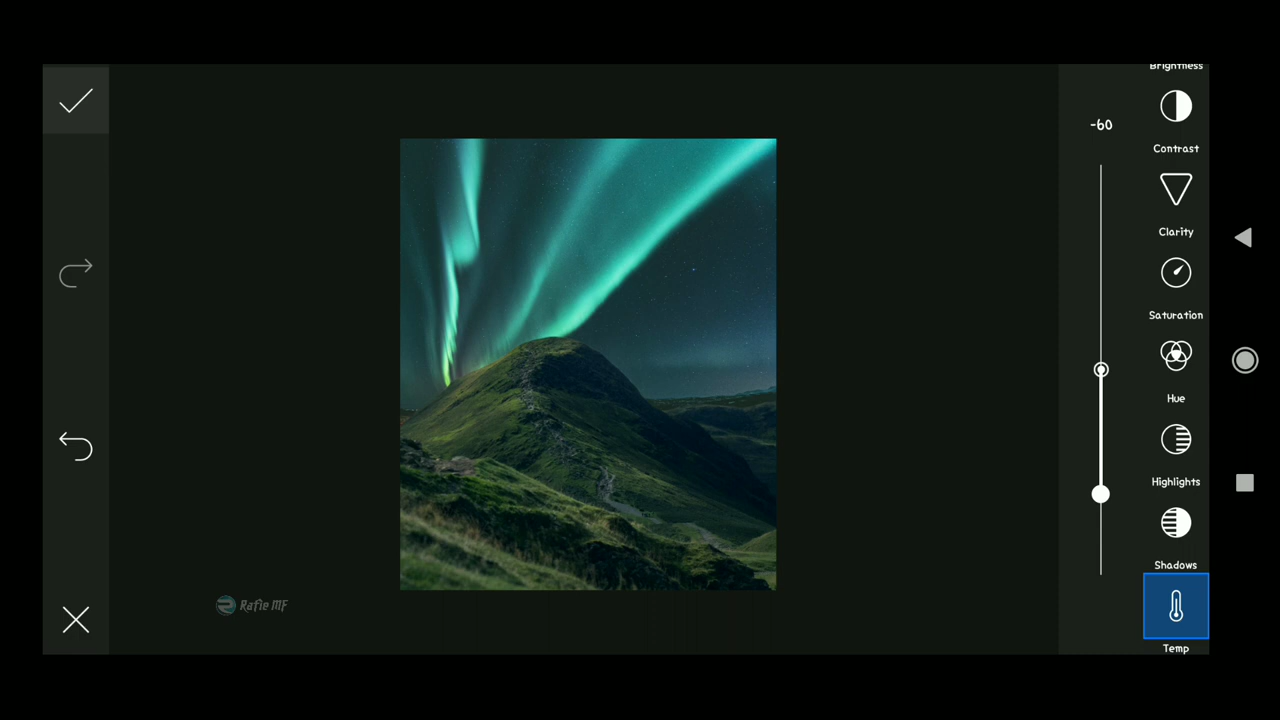 Brightness
-60
Contrast
Clarity
Saturation
Hue
Highlights
Shadows
Temp
Rafie MF